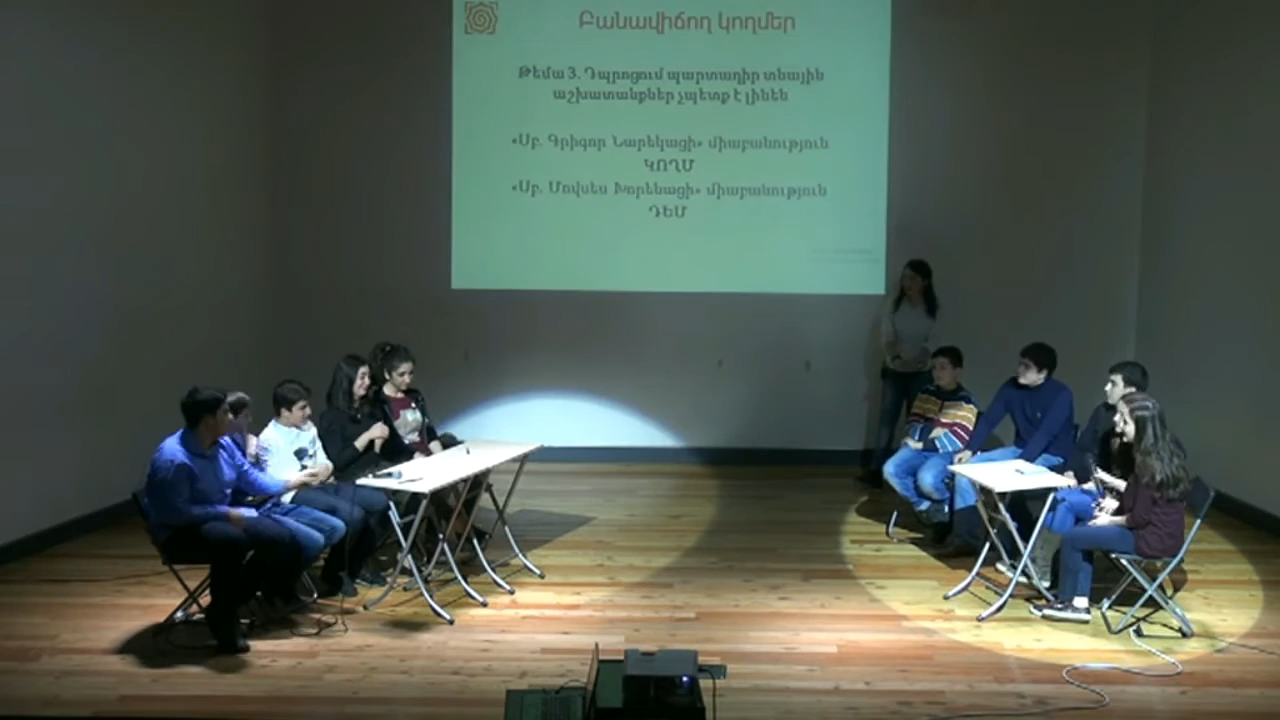 Բանավիճող կողմեր
Թեմա 3. Դպրոցում պարտադիր տնային
աշխատանքներ չպետք է լինեն
«Սբ. Գրիգոր Նարեկացի» միաբանություն
ԿՈՂՄ
«Սբ. Մովսես Խորենացի» միաբանություն
ԴԵՄ